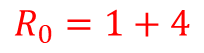 R₀ = 1 + 4